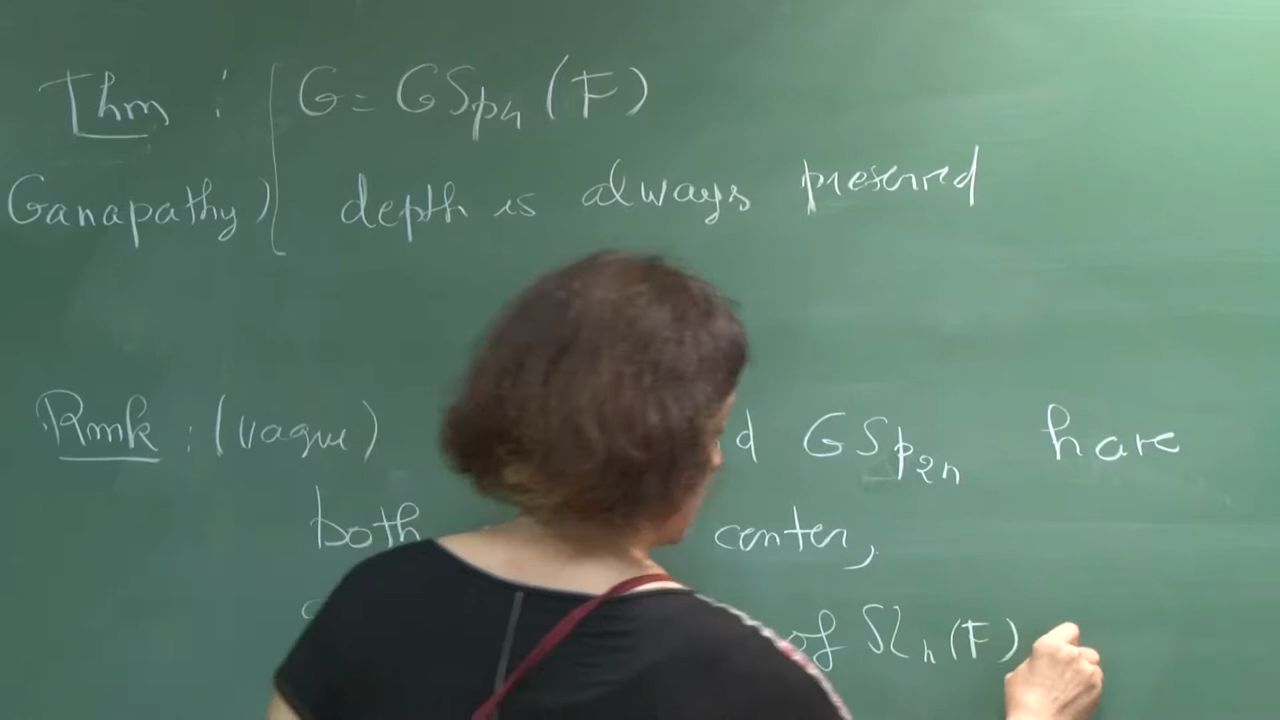 Thm : G = GSp4 (F)
Ganapathy) depth is always preserved
Rmk : (vague) d GSp2n have
both center,
of SLn (F)